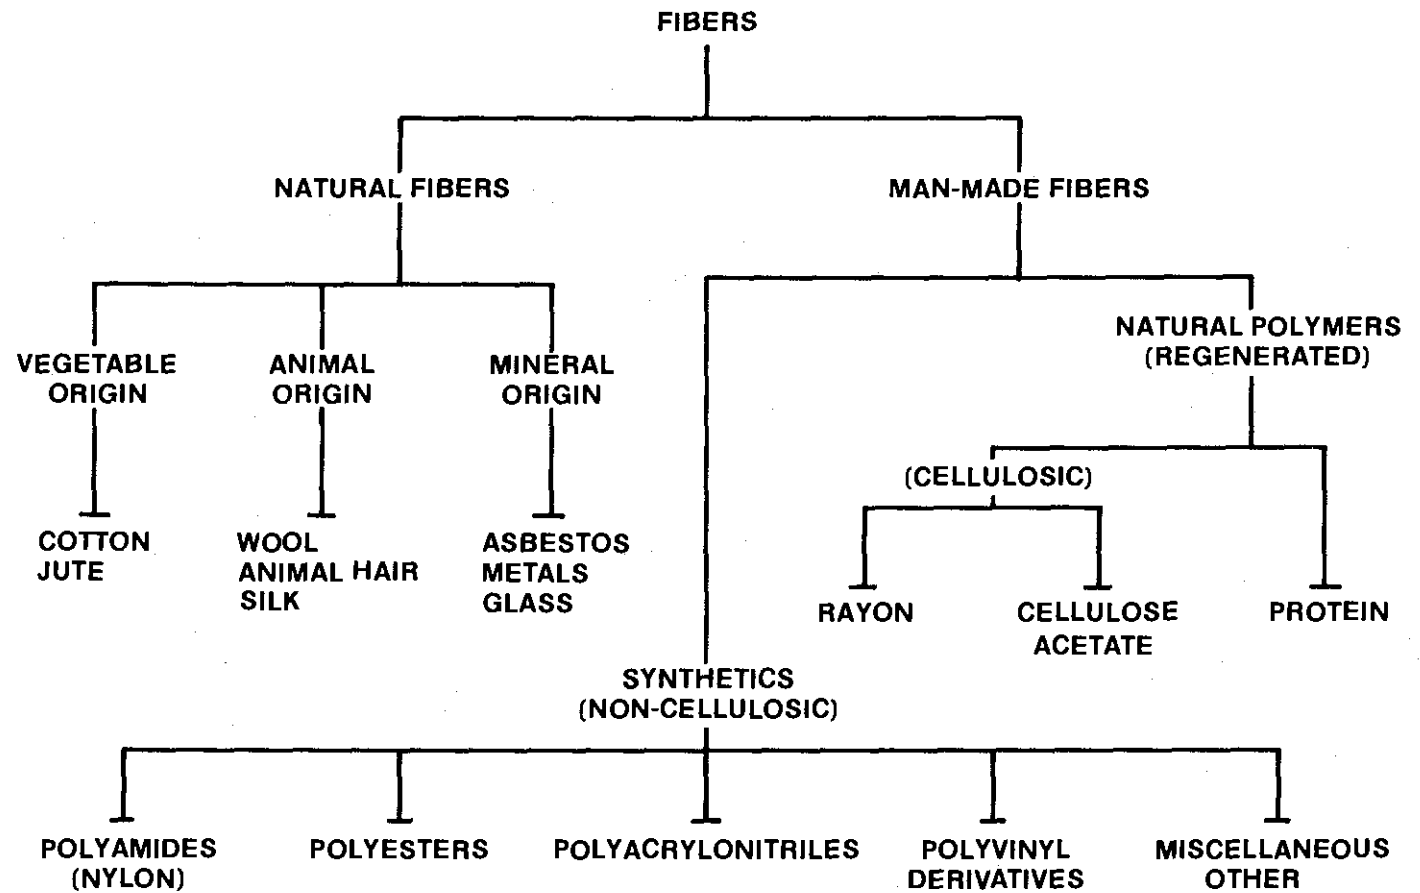 FIBERS
NATURAL FIBERS
MAN-MADE FIBERS
NATURAL POLYMERS
(REGENERATED)
VEGETABLE
ORIGIN
ANIMAL
ORIGIN
MINERAL
ORIGIN
(CELLULOSIC)
COTTON
JUTE
WOOL
ANIMAL HAIR
SILK
ASBESTOS
METALS
GLASS
RAYON
CELLULOSE
ACETATE
PROTEIN
SYNTHETICS
(NON-CELLULOSIC)
POLYAMIDES
(NYLON)
POLYESTERS
POLYACRYLONITRILES
POLYVINYL
DERIVATIVES
MISCELLANEOUS
OTHER